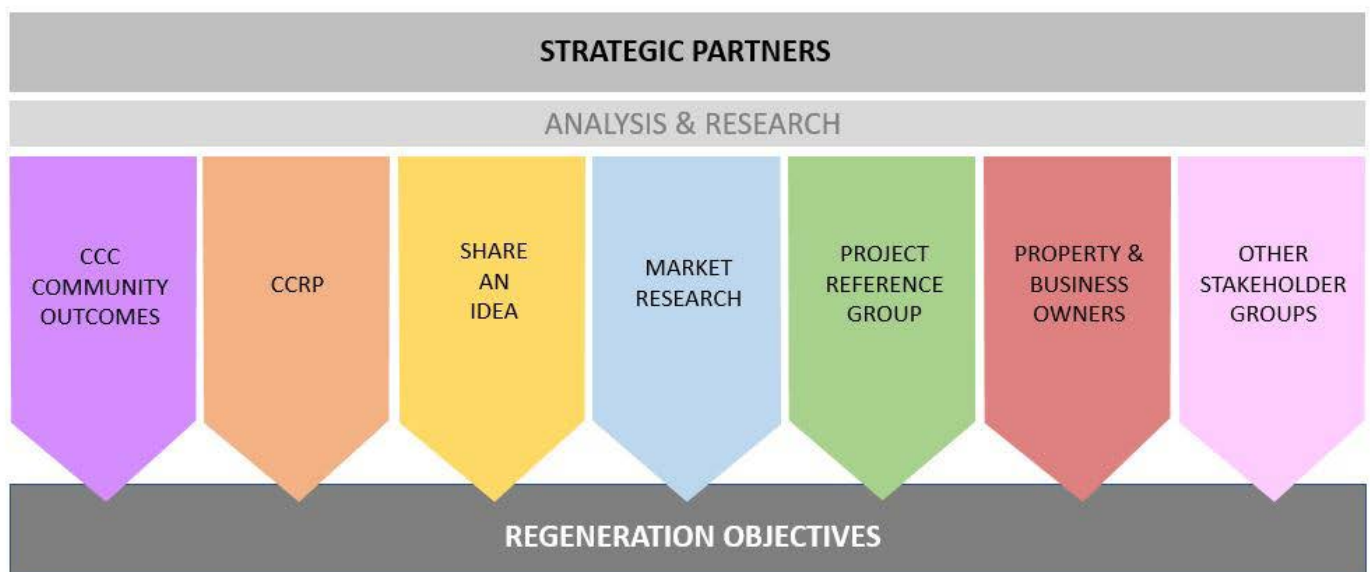 STRATEGIC PARTNERS
ANALYSIS & RESEARCH
CCC
COMMUNITY
OUTCOMES
CCRP
SHARE
AN
IDEA
MARKET
RESEARCH
PROJECT
REFERENCE
GROUP
PROPERTY &
BUSINESS
OWNERS
OTHER
STAKEHOLDER
GROUPS
REGENERATION OBJECTIVES